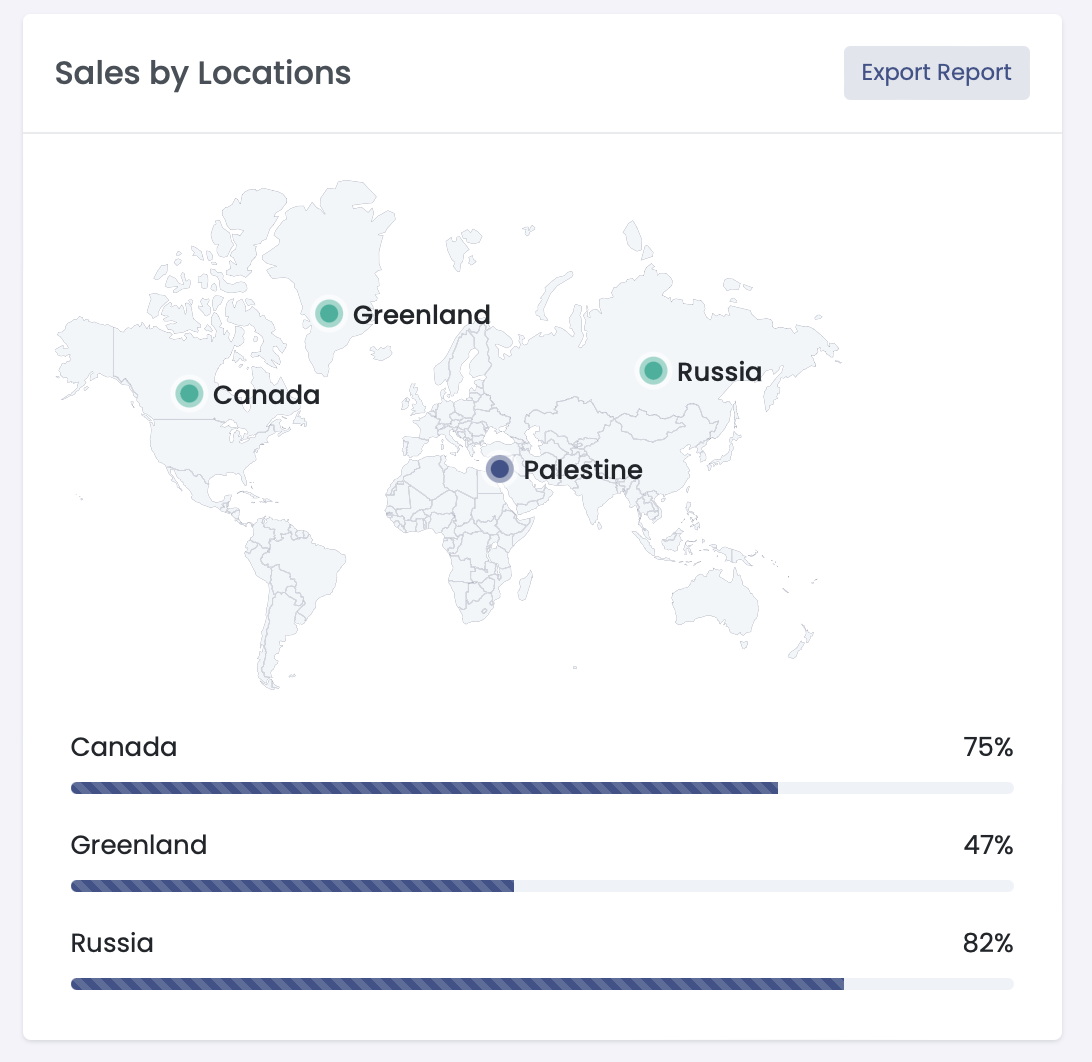 Sales by Locations
Export Report
Greenland
Russia
Canada
Palestine
Canada
75%
Greenland
47%
Russia
82%